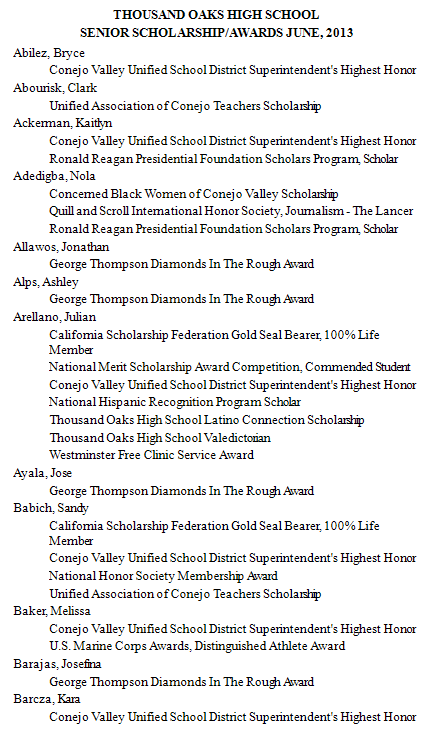 THOUSAND OAKS HIGH SCHOOL
SENIOR SCHOLARSHIP/AWARDS JUNE, 2013
Abilez, Bryce
Conejo Valley Unified School District Superintendent's Highest Honor
Abourisk, Clark
Unified Association of Conejo Teachers Scholarship
Ackerman, Kaitlyn
Conejo Valley Unified School District Superintendent's Highest Honor
Ronald Reagan Presidential Foundation Scholars Program, Scholar
Adedigba, Nola
Concerned Black Women of Conejo Valley Scholarship
Quill and Scroll International Honor Society, Journalism - The Lancer
Ronald Reagan Presidential Foundation Scholars Program, Scholar
Allawos, Jonathan
George Thompson Diamonds In The Rough Award
Alps, Ashley
George Thompson Diamonds In The Rough Award
Arellano, Julian
California Scholarship Federation Gold Seal Bearer, 100% Life
Member
National Merit Scholarship Award Competition, Commended Student
Conejo Valley Unified School District Superintendent's Highest Honor
National Hispanic Recognition Program Scholar
Thousand Oaks High School Latino Connection Scholarship
Thousand Oaks High School Valedictorian
Westminster Free Clinic Service Award
Ayala, Jose
George Thompson Diamonds In The Rough Award
Babich, Sandy
California Scholarship Federation Gold Seal Bearer, 100% Life
Member
Conejo Valley Unified School District Superintendent's Highest Honor
National Honor Society Membership Award
Unified Association of Conejo Teachers Scholarship
Baker, Melissa
Conejo Valley Unified School District Superintendent's Highest Honor
U.S. Marine Corps Awards, Distinguished Athlete Award
Barajas, Josefina
George Thompson Diamonds In The Rough Award
Barcza, Kara
Conejo Valley Unified School District Superintendent's Highest Honor